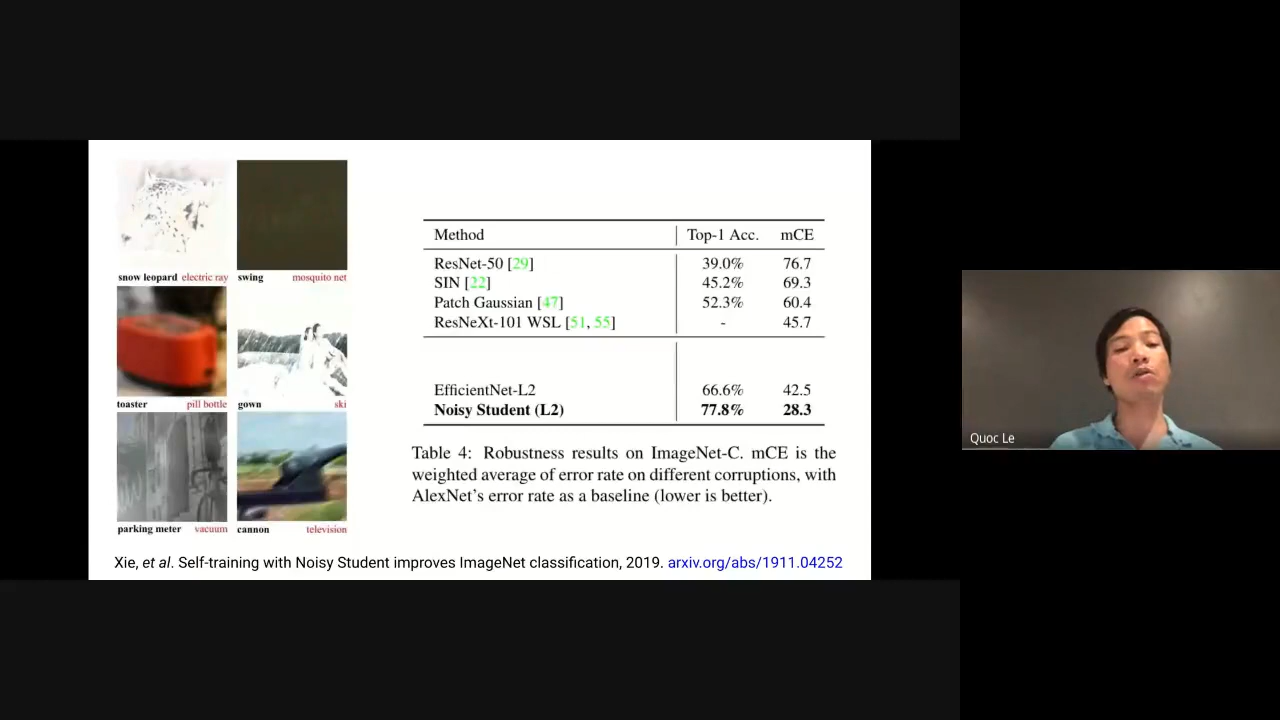 snow leopard electric ray swing mosquito net
toaster pill bottle gown ski
parking meter vacuum cannon television
Method Top-1 Acc. mCE
ResNet-50 [29] 39.0% 76.7
SIN [22] 45.2% 69.3
Patch Gaussian [47] 52.3% 60.4
ResNeXt-101 WSL [51, 55] - 45.7
EfficientNet-L2 66.6% 42.5
Noisy Student (L2) 77.8% 28.3
Table 4: Robustness results on ImageNet-C. mCE is the
weighted average of error rate on different corruptions, with
AlexNet's error rate as a baseline (lower is better).
Xie, et al. Self-training with Noisy Student improves ImageNet classification, 2019. arxiv.org/abs/1911.04252
Quoc Le